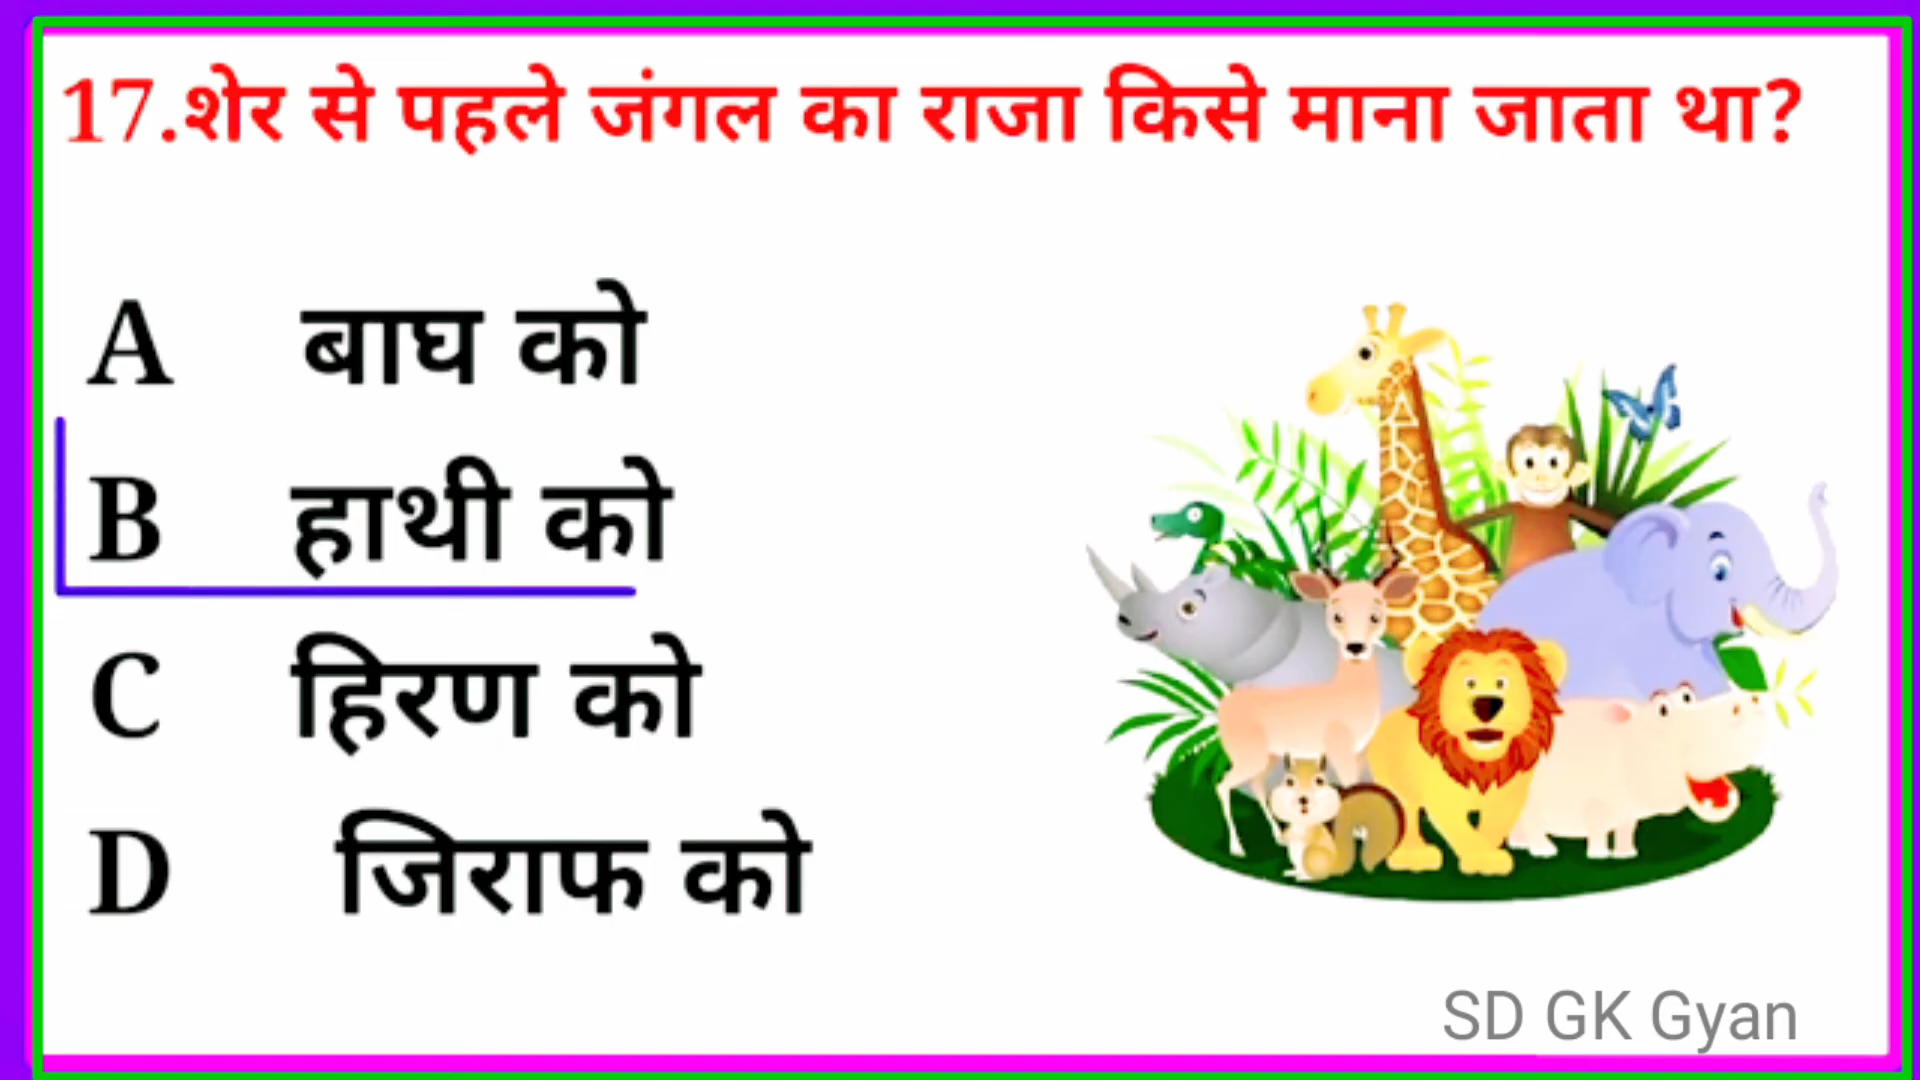 17.शेर से पहले जंगल का राजा किसे माना जाता था?
A बाघ को
B हाथी को
C हिरण को
D जिराफ को
SD GK Gyan